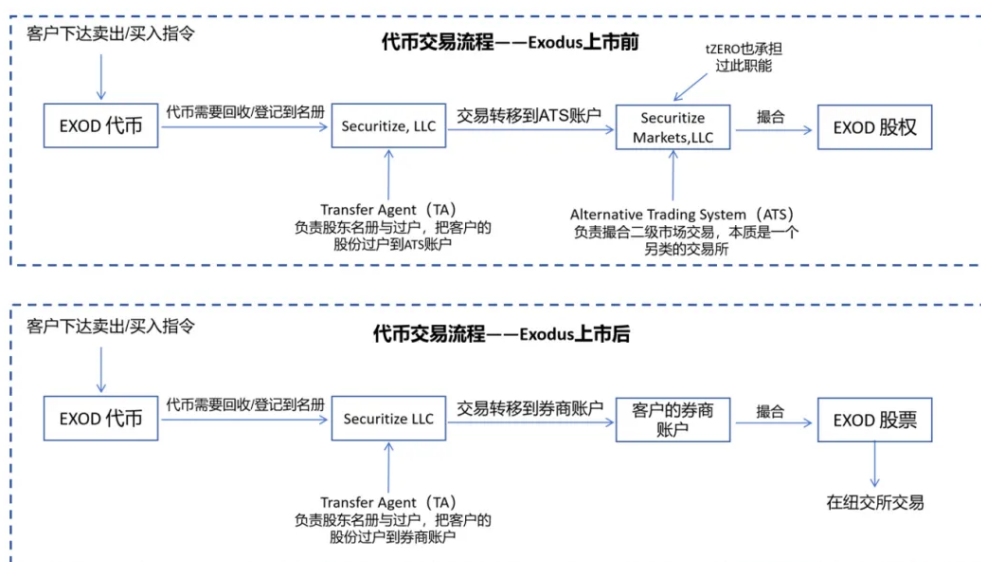 客户下达卖出/买入指令
代币交易流程——Exodus上市前
tZERO也承担
过此职能
EXOD 代币
代币需要回收/登记到名册
Securitize, LLC
交易转移到ATS账户
Securitize
Markets,LLC
撮合
EXOD 股权
Transfer Agent（TA）
负责股东名册与过户，把客户的
股份过户到ATS账户
Alternative Trading System（ATS）
负责撮合二级市场交易，本质是一个
另类的交易所
客户下达卖出/买入指令
代币交易流程——Exodus上市后
EXOD 代币
代币需要回收/登记到名册
Securitize LLC
交易转移到券商账户
客户的券商
账户
撮合
EXOD 股票
Transfer Agent（TA）
负责股东名册与过户，把客户的
股份过户到券商账户
在纽交所交易